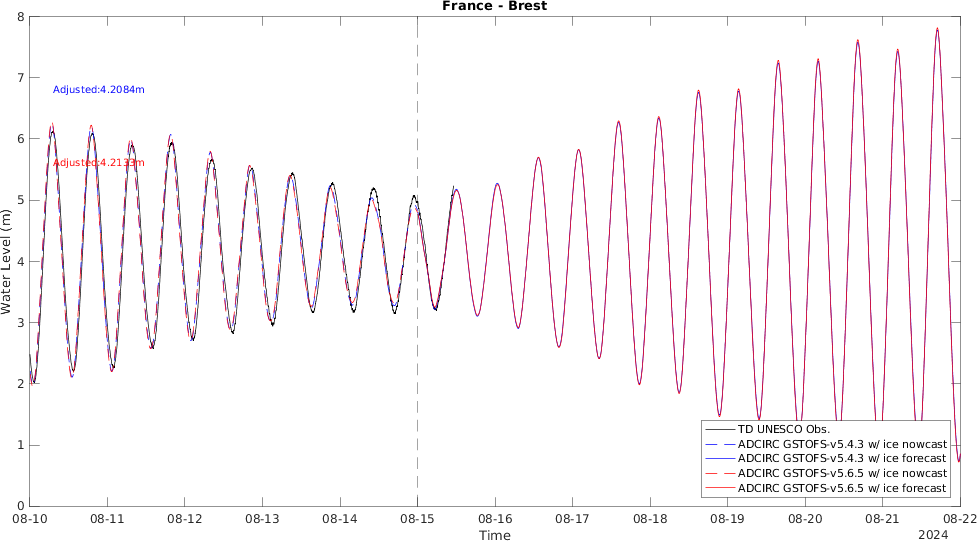 France - Brest
8
7
6
5
4
3
2
1
0
Water Level (m)
Adjusted:4.2084m
Adjusted:4.2133m
TD UNESCO Obs.
ADCIRC GSTOFS-v5.4.3 w/ ice nowcast
ADCIRC GSTOFS-v5.4.3 w/ ice forecast
ADCIRC GSTOFS-v5.6.5 w/ ice nowcast
ADCIRC GSTOFS-v5.6.5 w/ ice forecast
08-10 08-11 08-12 08-13 08-14 08-15 08-16 08-17 08-18 08-19 08-20 08-21 08-22
Time
2024